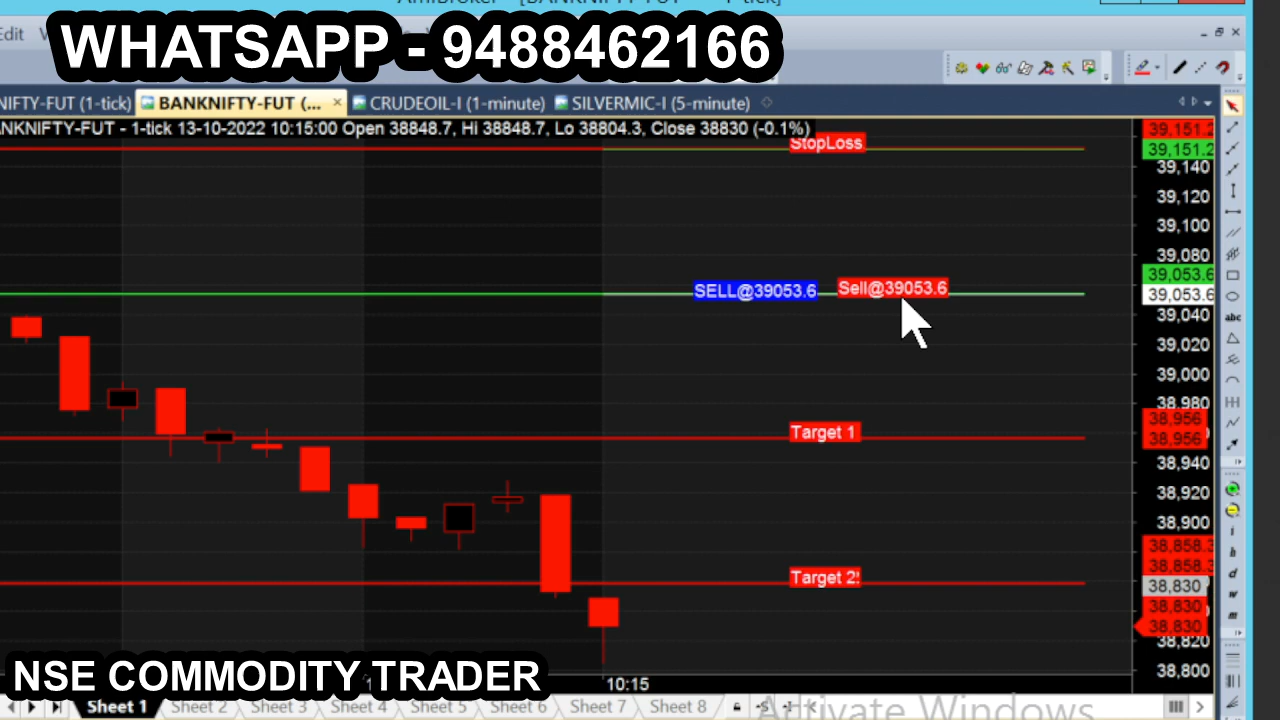 WHATSAPP - 9488462166
NIFTY-FUT (1-tick)
BANKNIFTY-FUT (...
CRUDEOIL-I (1-minute)
SILVERMIC-I (5-minute)
ANKNIFTY-FUT - 1-tick 13-10-2022 10:15:00 Open 38848.7, Hi 38848.7, Lo 38804.3, Close 38830 (-0.1%)
StopLoss
39,151.2
39,151.2
39,140
39,120
39,100
39,080
39,053.6
SELL@39053.6
Sell@39053.6
39,053.6
39,040
39,020
39,000
38,980
abc
38,956
Target 1
38,956
38,940
38,920
38,900
38,858.3
38,858.3
Target 2
38,830
38,830
38,830
38,820
38,800
NSE COMMODITY TRADER
10:15
Sheet 1
Sheet 2
Sheet 3
Sheet 4
Sheet 5
Sheet 6
Sheet 7
Sheet 8
Activate Windows